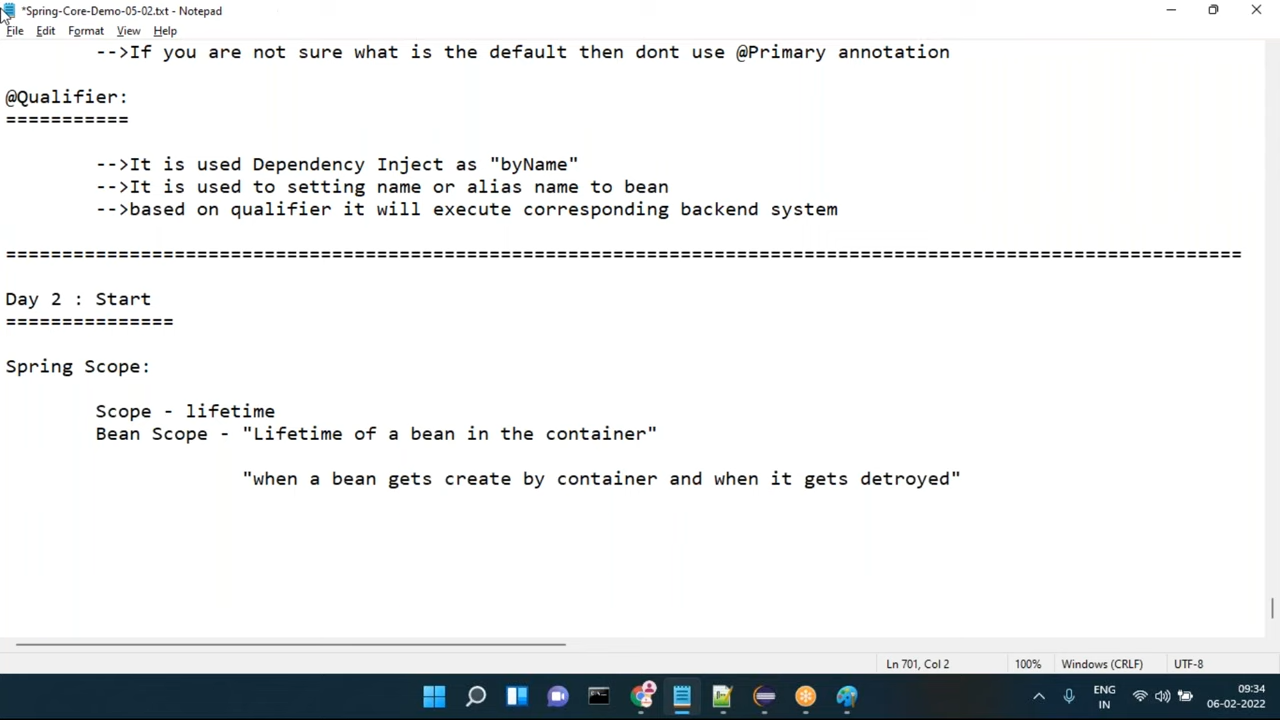 *Spring-Core-Demo-05-02.txt - Notepad
File Edit Format View Help
-->If you are not sure what is the default then dont use @Primary annotation
@Qualifier:
===========
-->It is used Dependency Inject as "byName"
-->It is used to setting name or alias name to bean
-->based on qualifier it will execute corresponding backend system
==============================================================================================================
Day 2 : Start
===============
Spring Scope:
Scope - lifetime
Bean Scope - "Lifetime of a bean in the container"
"when a bean gets create by container and when it gets detroyed"
Ln 701, Col 2 100% Windows (CRLF) UTF-8
ENG 09:34
IN 06-02-2022